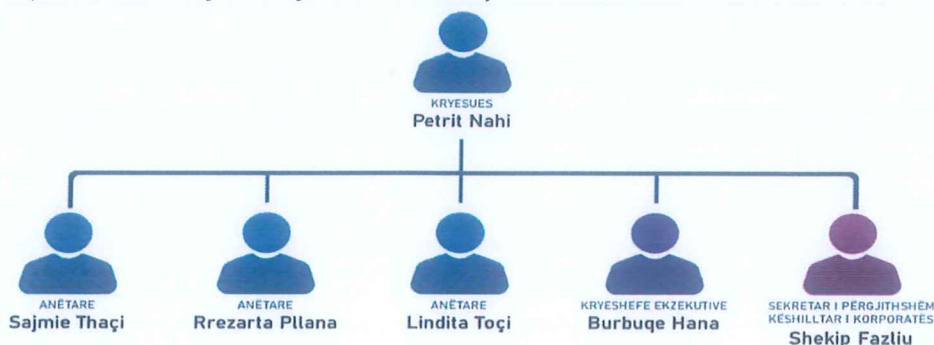 KRYESUES
Petrit Nahi
ANËTARE
Sajmie Thaçi
ANËTARE
Rrezarta Pllana
ANËTARE
Lindita Toçi
KRYESHEFE EKZEKUTIVE
Burbuqe Hana
SEKRETAR I PËRGJITHSHËM
KËSHILLTAR I KORPORATËS
Shekip Fazliu